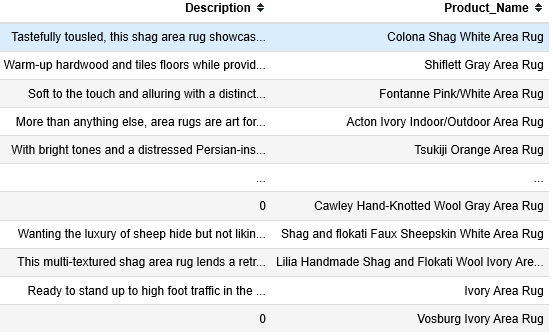 Description Product_Name
Tastefully tousled, this shag area rug showcas... Colona Shag White Area Rug
Warm-up hardwood and tiles floors while provid... Shiflett Gray Area Rug
Soft to the touch and alluring with a distinct... Fontanne Pink/White Area Rug
More than anything else, area rugs are art for... Acton Ivory Indoor/Outdoor Area Rug
With bright tones and a distressed Persian-ins... Tsukiji Orange Area Rug
... ...
0 Cawley Hand-Knotted Wool Gray Area Rug
Wanting the luxury of sheep hide but not likin... Shag and flokati Faux Sheepskin White Area Rug
This multi-textured shag area rug lends a retr... Lilia Handmade Shag and Flokati Wool Ivory Are...
Ready to stand up to high foot traffic in the ... Ivory Area Rug
0 Vosburg Ivory Area Rug